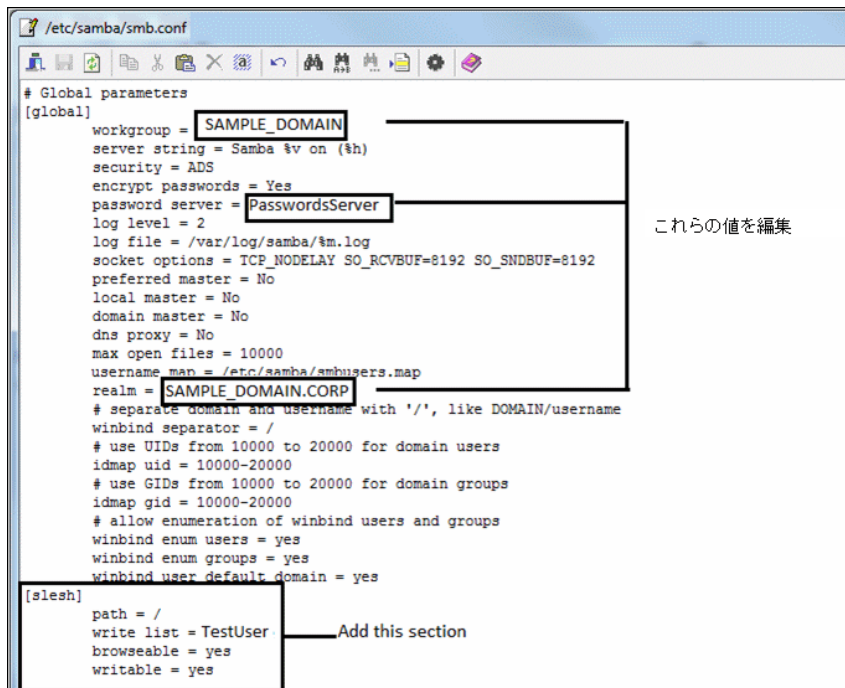 /etc/samba/smb.conf
# Global parameters
[global]
workgroup = SAMPLE_DOMAIN
server string = Samba %v on (%h)
security = ADS
encrypt passwords = Yes
password server = PasswordsServer
log level = 2
これらの値を編集
log file = /var/log/samba/%m.log
socket options = TCP_NODELAY SO_RCVBUF=8192 SO_SNDBUF=8192
preferred master = No
local master = No
domain master = No
dns proxy = No
max open files = 10000
username map = /etc/samba/smbusers.map
realm = SAMPLE_DOMAIN.CORP
# separate domain and username with '/', like DOMAIN/username
winbind separator = /
# use UIDs from 10000 to 20000 for domain users
idmap uid = 10000-20000
# use GIDs from 10000 to 20000 for domain groups
idmap gid = 10000-20000
# allow enumeration of winbind users and groups
winbind enum users = yes
winbind enum groups = yes
winbind user default domain = yes
[slesh]
path = /
write list = TestUser
Add this section
browseable = yes
writable = yes